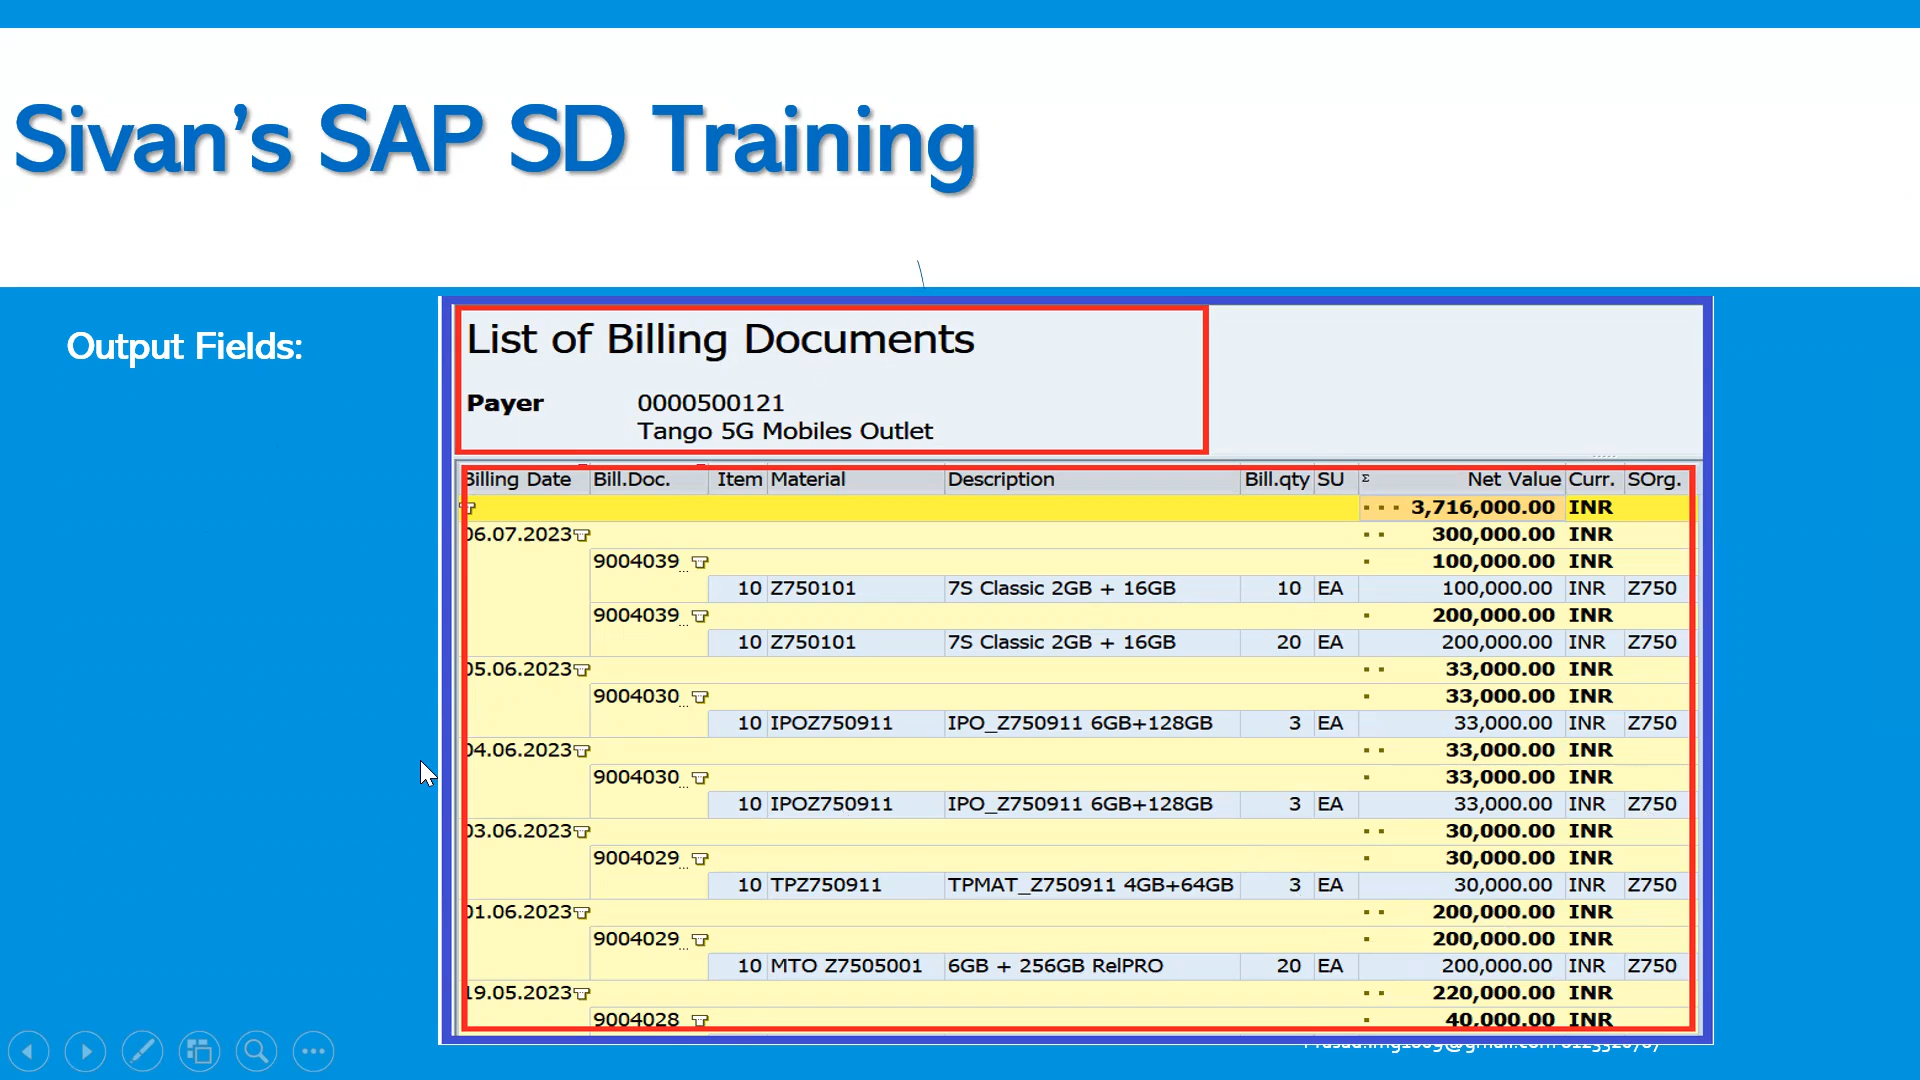 Sivan's SAP SD Training
Output Fields:
List of Billing Documents
Payer 0000500121
Tango 5G Mobiles Outlet
Billing Date Bill.Doc. Item Material Description Bill.qty SU Σ Net Value Curr. SOrg.
3,716,000.00 INR
06.07.2023 300,000.00 INR
9004039... 100,000.00 INR
10 Z750101 7S Classic 2GB + 16GB 10 EA 100,000.00 INR Z750
9004039... 200,000.00 INR
10 Z750101 7S Classic 2GB + 16GB 20 EA 200,000.00 INR Z750
05.06.2023 33,000.00 INR
9004030... 33,000.00 INR
10 IPOZ750911 IPO_Z750911 6GB+128GB 3 EA 33,000.00 INR Z750
04.06.2023 33,000.00 INR
9004030... 33,000.00 INR
10 IPOZ750911 IPO_Z750911 6GB+128GB 3 EA 33,000.00 INR Z750
03.06.2023 30,000.00 INR
9004029... 30,000.00 INR
10 TPZ750911 TPMAT_Z750911 4GB+64GB 3 EA 30,000.00 INR Z750
01.06.2023 200,000.00 INR
9004029... 200,000.00 INR
10 MTO Z7505001 6GB + 256GB RelPRO 20 EA 200,000.00 INR Z750
19.05.2023 220,000.00 INR
9004028 40,000.00 INR